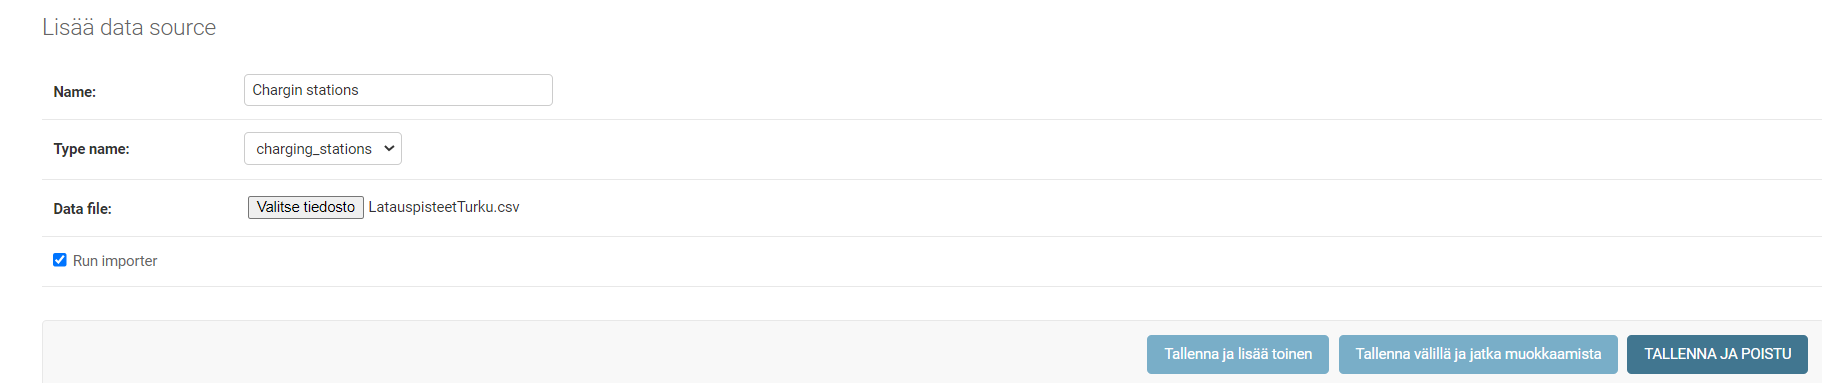 Lisää data source
Name: Chargin stations
Type name: charging_stations
Data file: Valitse tiedosto LatauspisteetTurku.csv
Run importer
Tallenna ja lisää toinen Tallenna välillä ja jatka muokkaamista TALLENNA JA POISTU